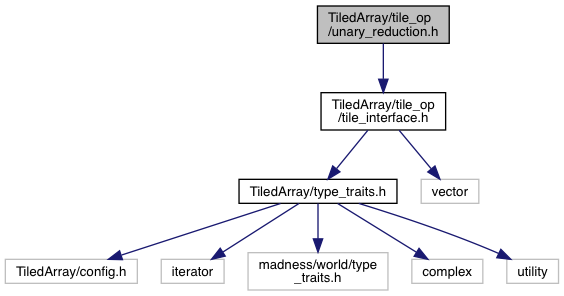 TiledArray/tile_op
/unary_reduction.h
TiledArray/tile_op
/tile_interface.h
TiledArray/type_traits.h
vector
TiledArray/config.h
iterator
madness/world/type
_traits.h
complex
utility